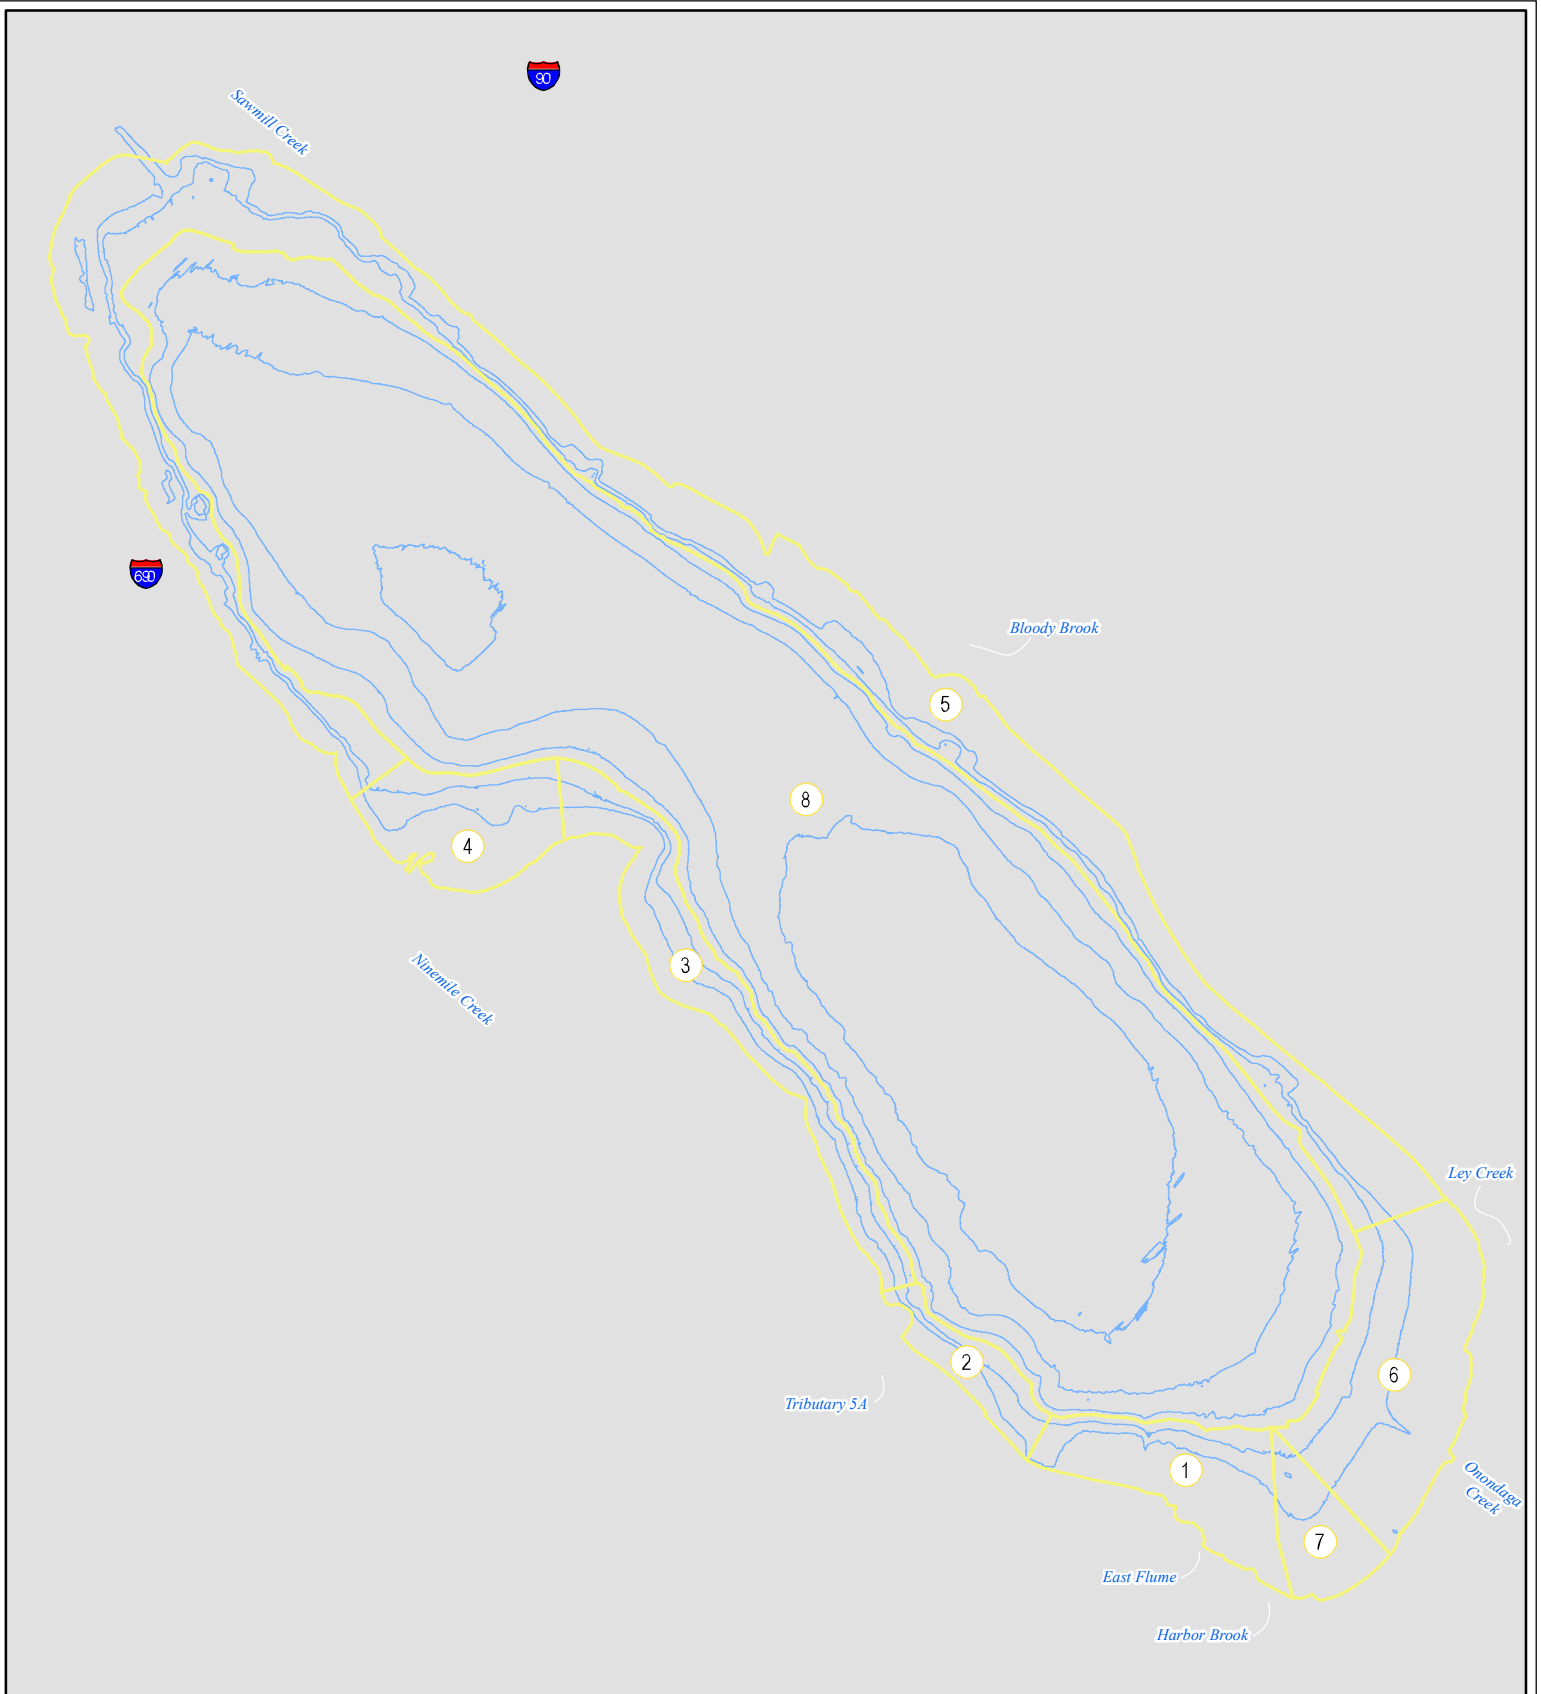 90
Sawmill Creek
690
Bloody Brook
5
8
4
3
Ninemile Creek
Ley Creek
2
6
Tributary 5A
1
Onondaga
Creek
7
East Flume
Harbor Brook